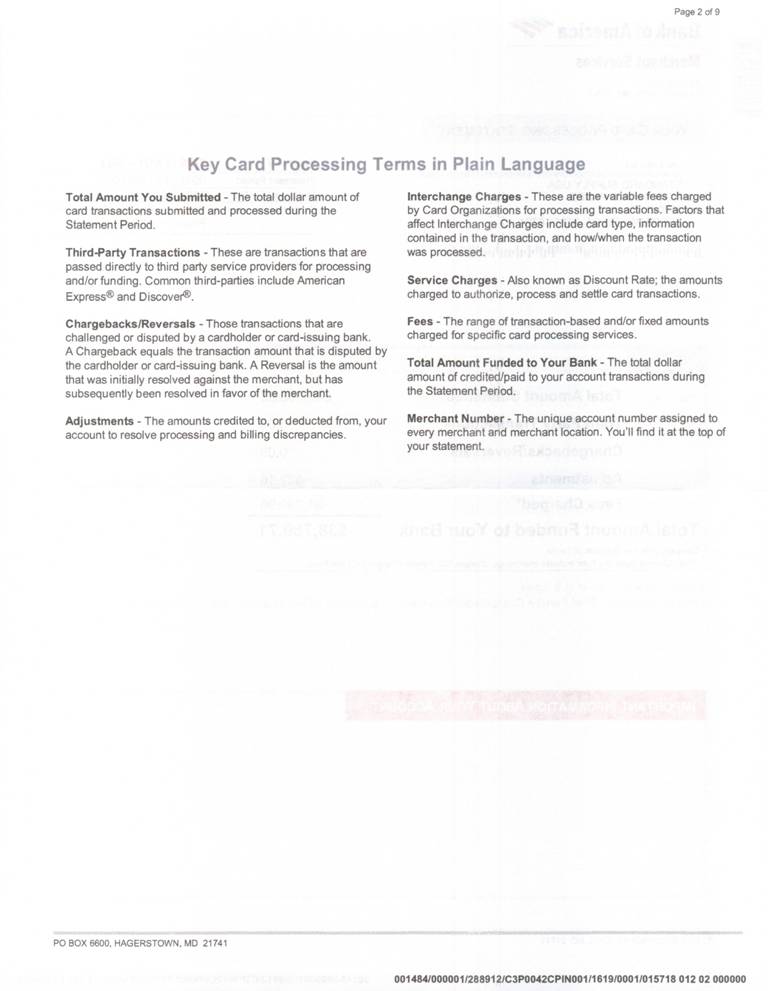 Page 2 of 9
Key Card Processing Terms in Plain Language
Total Amount You Submitted - The total dollar amount of
card transactions submitted and processed during the
Statement Period.
Third-Party Transactions - These are transactions that are
passed directly to third party service providers for processing
and/or funding. Common third-parties include American
Express® and Discover®.
Chargebacks/Reversals - Those transactions that are
challenged or disputed by a cardholder or card-issuing bank.
A Chargeback equals the transaction amount that is disputed by
the cardholder or card-issuing bank. A Reversal is the amount
that was initially resolved against the merchant, but has
subsequently been resolved in favor of the merchant.
Adjustments - The amounts credited to, or deducted from, your
account to resolve processing and billing discrepancies.
Interchange Charges - These are the variable fees charged
by Card Organizations for processing transactions. Factors that
affect Interchange Charges include card type, information
contained in the transaction, and how/when the transaction
was processed.
Service Charges - Also known as Discount Rate; the amounts
charged to authorize, process and settle card transactions.
Fees - The range of transaction-based and/or fixed amounts
charged for specific card processing services.
Total Amount Funded to Your Bank - The total dollar
amount of credited/paid to your account transactions during
the Statement Period.
Merchant Number - The unique account number assigned to
every merchant and merchant location. You'll find it at the top of
your statement.
PO BOX 6600, HAGERSTOWN, MD 21741
001484/000001/288912/C3P0042CPIN001/1619/0001/015718 012 02 000000